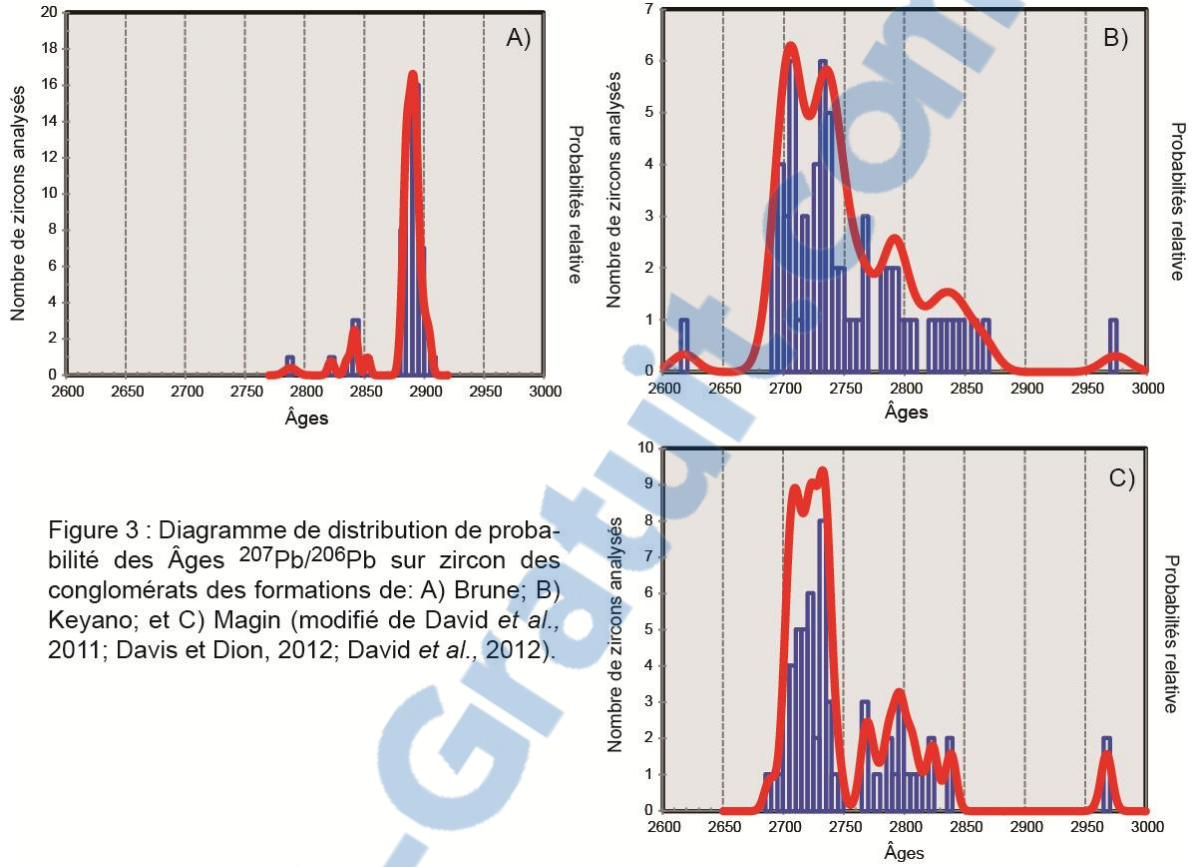 A)
Nombre de zircons analysés
20
18
16
14
12
10
8
6
4
2
0
2600 2650 2700 2750 2800 2850 2900 2950 3000
Âges
Probabiltés relative
B)
Nombre de zircons analysés
7
6
5
4
3
2
1
0
2600 2650 2700 2750 2800 2850 2900 2950 3000
Âges
Probabiltés relative
C)
Nombre de zircons analysés
10
9
8
7
6
5
4
3
2
1
0
2600 2650 2700 2750 2800 2850 2900 2950 3000
Âges
Probabiltés relative
Figure 3 : Diagramme de distribution de proba-
bilité des Âges 207Pb/206Pb sur zircon des
conglomérats des formations de: A) Brune; B)
Keyano; et C) Magin (modifié de David et al.,
2011; Davis et Dion, 2012; David et al., 2012).
-Gratuit.com